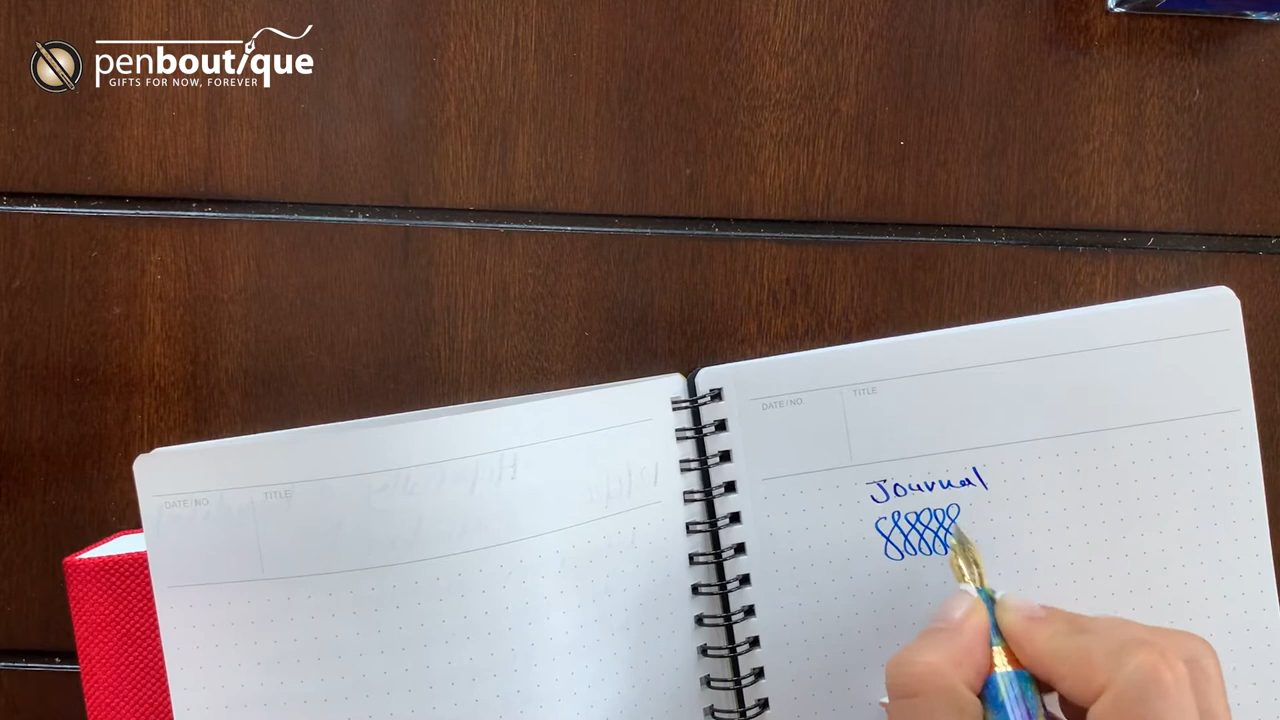 penboutique
GIFTS FOR NOW, FOREVER
DATE/NO.
TITLE
DATE/NO.
TITLE
Journal